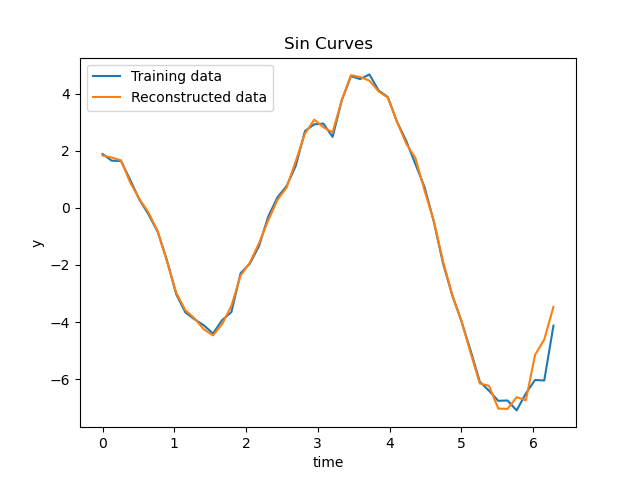 Sin Curves
Training data
Reconstructed data
4
2
0
−2
−4
−6
y
0 1 2 3 4 5 6
time